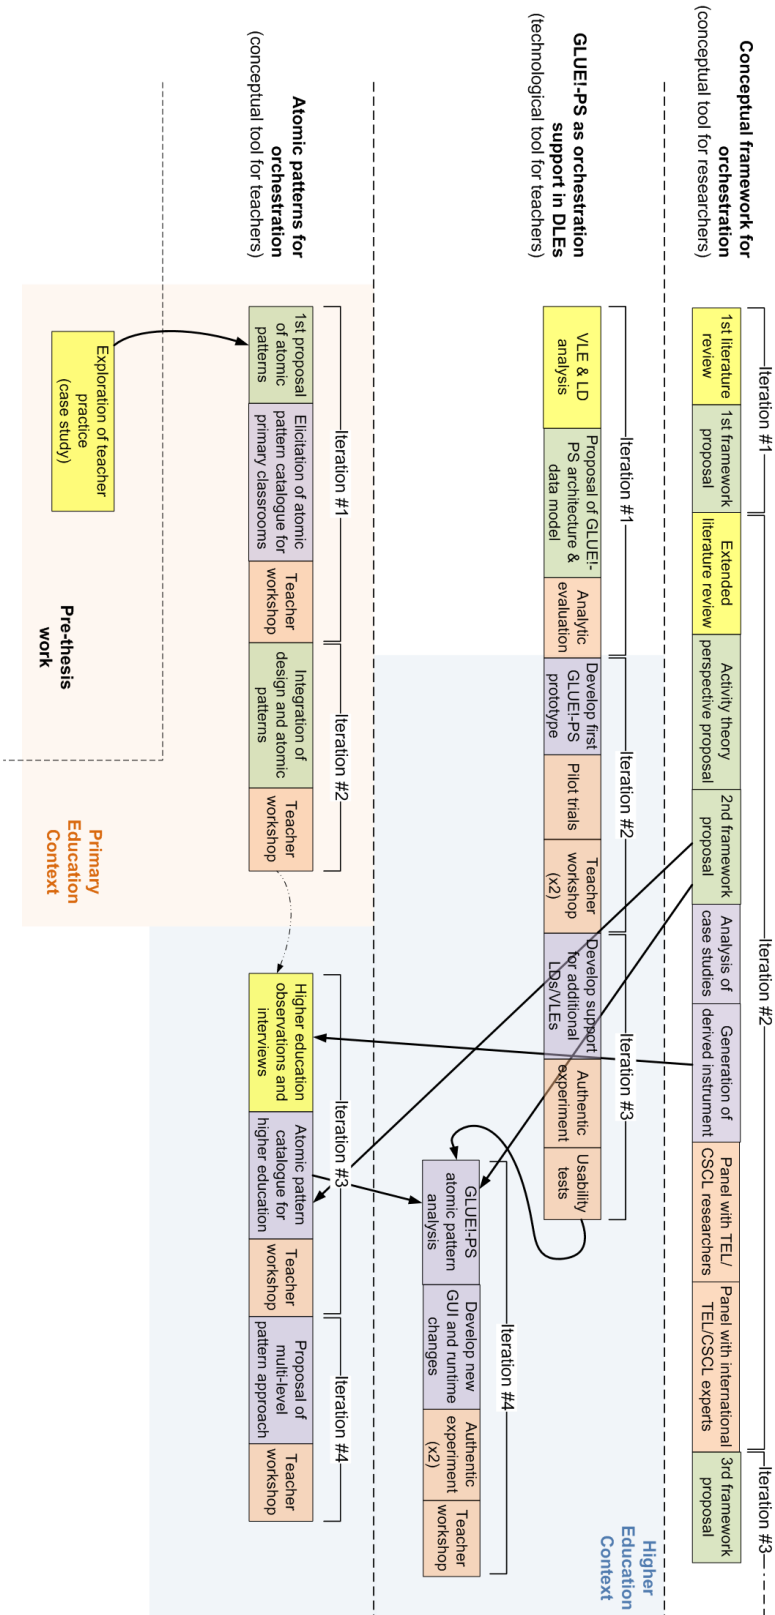 Conceptual framework for
orchestration
(conceptual tool for researchers)
Iteration #1
Iteration #2
Iteration #3
1st literature
review
1st framework
proposal
Extended
literature review
Activity theory
perspective proposal
2nd framework
proposal
Analysis of
case studies
Generation of
derived instrument
Panel with TEL/
CSCL researchers
Panel with international
TEL/CSCL experts
3rd framework
proposal
GLUE!-PS as orchestration
support in DLEs
(technological tool for teachers)
Iteration #1
Iteration #2
Iteration #3
VLE & LD
analysis
Proposal of GLUE!-
PS architecture &
data model
Analytic
evaluation
Develop first
GLUE!-PS
prototype
Pilot trials
Teacher
workshop
(x2)
Develop support
for additional
LDs/VLEs
Authentic
experiment
Usability
tests
Higher
Education
Context
Iteration #4
GLUE!-PS
atomic pattern
analysis
Develop new
GUI and runtime
changes
Authentic
experiment
(x2)
Teacher
workshop
Atomic patterns for
orchestration
(conceptual tool for teachers)
Iteration #1
Iteration #2
Iteration #3
Iteration #4
1st proposal
of atomic
patterns
Elicitation of atomic
pattern catalogue for
primary classrooms
Teacher
workshop
Integration of
design and atomic
patterns
Teacher
workshop
Higher education
observations and
interviews
Atomic pattern
catalogue for
higher education
Teacher
workshop
Proposal of
multi-level
pattern approach
Teacher
workshop
Exploration of teacher
practice
(case study)
Pre-thesis
work
Primary
Education
Context